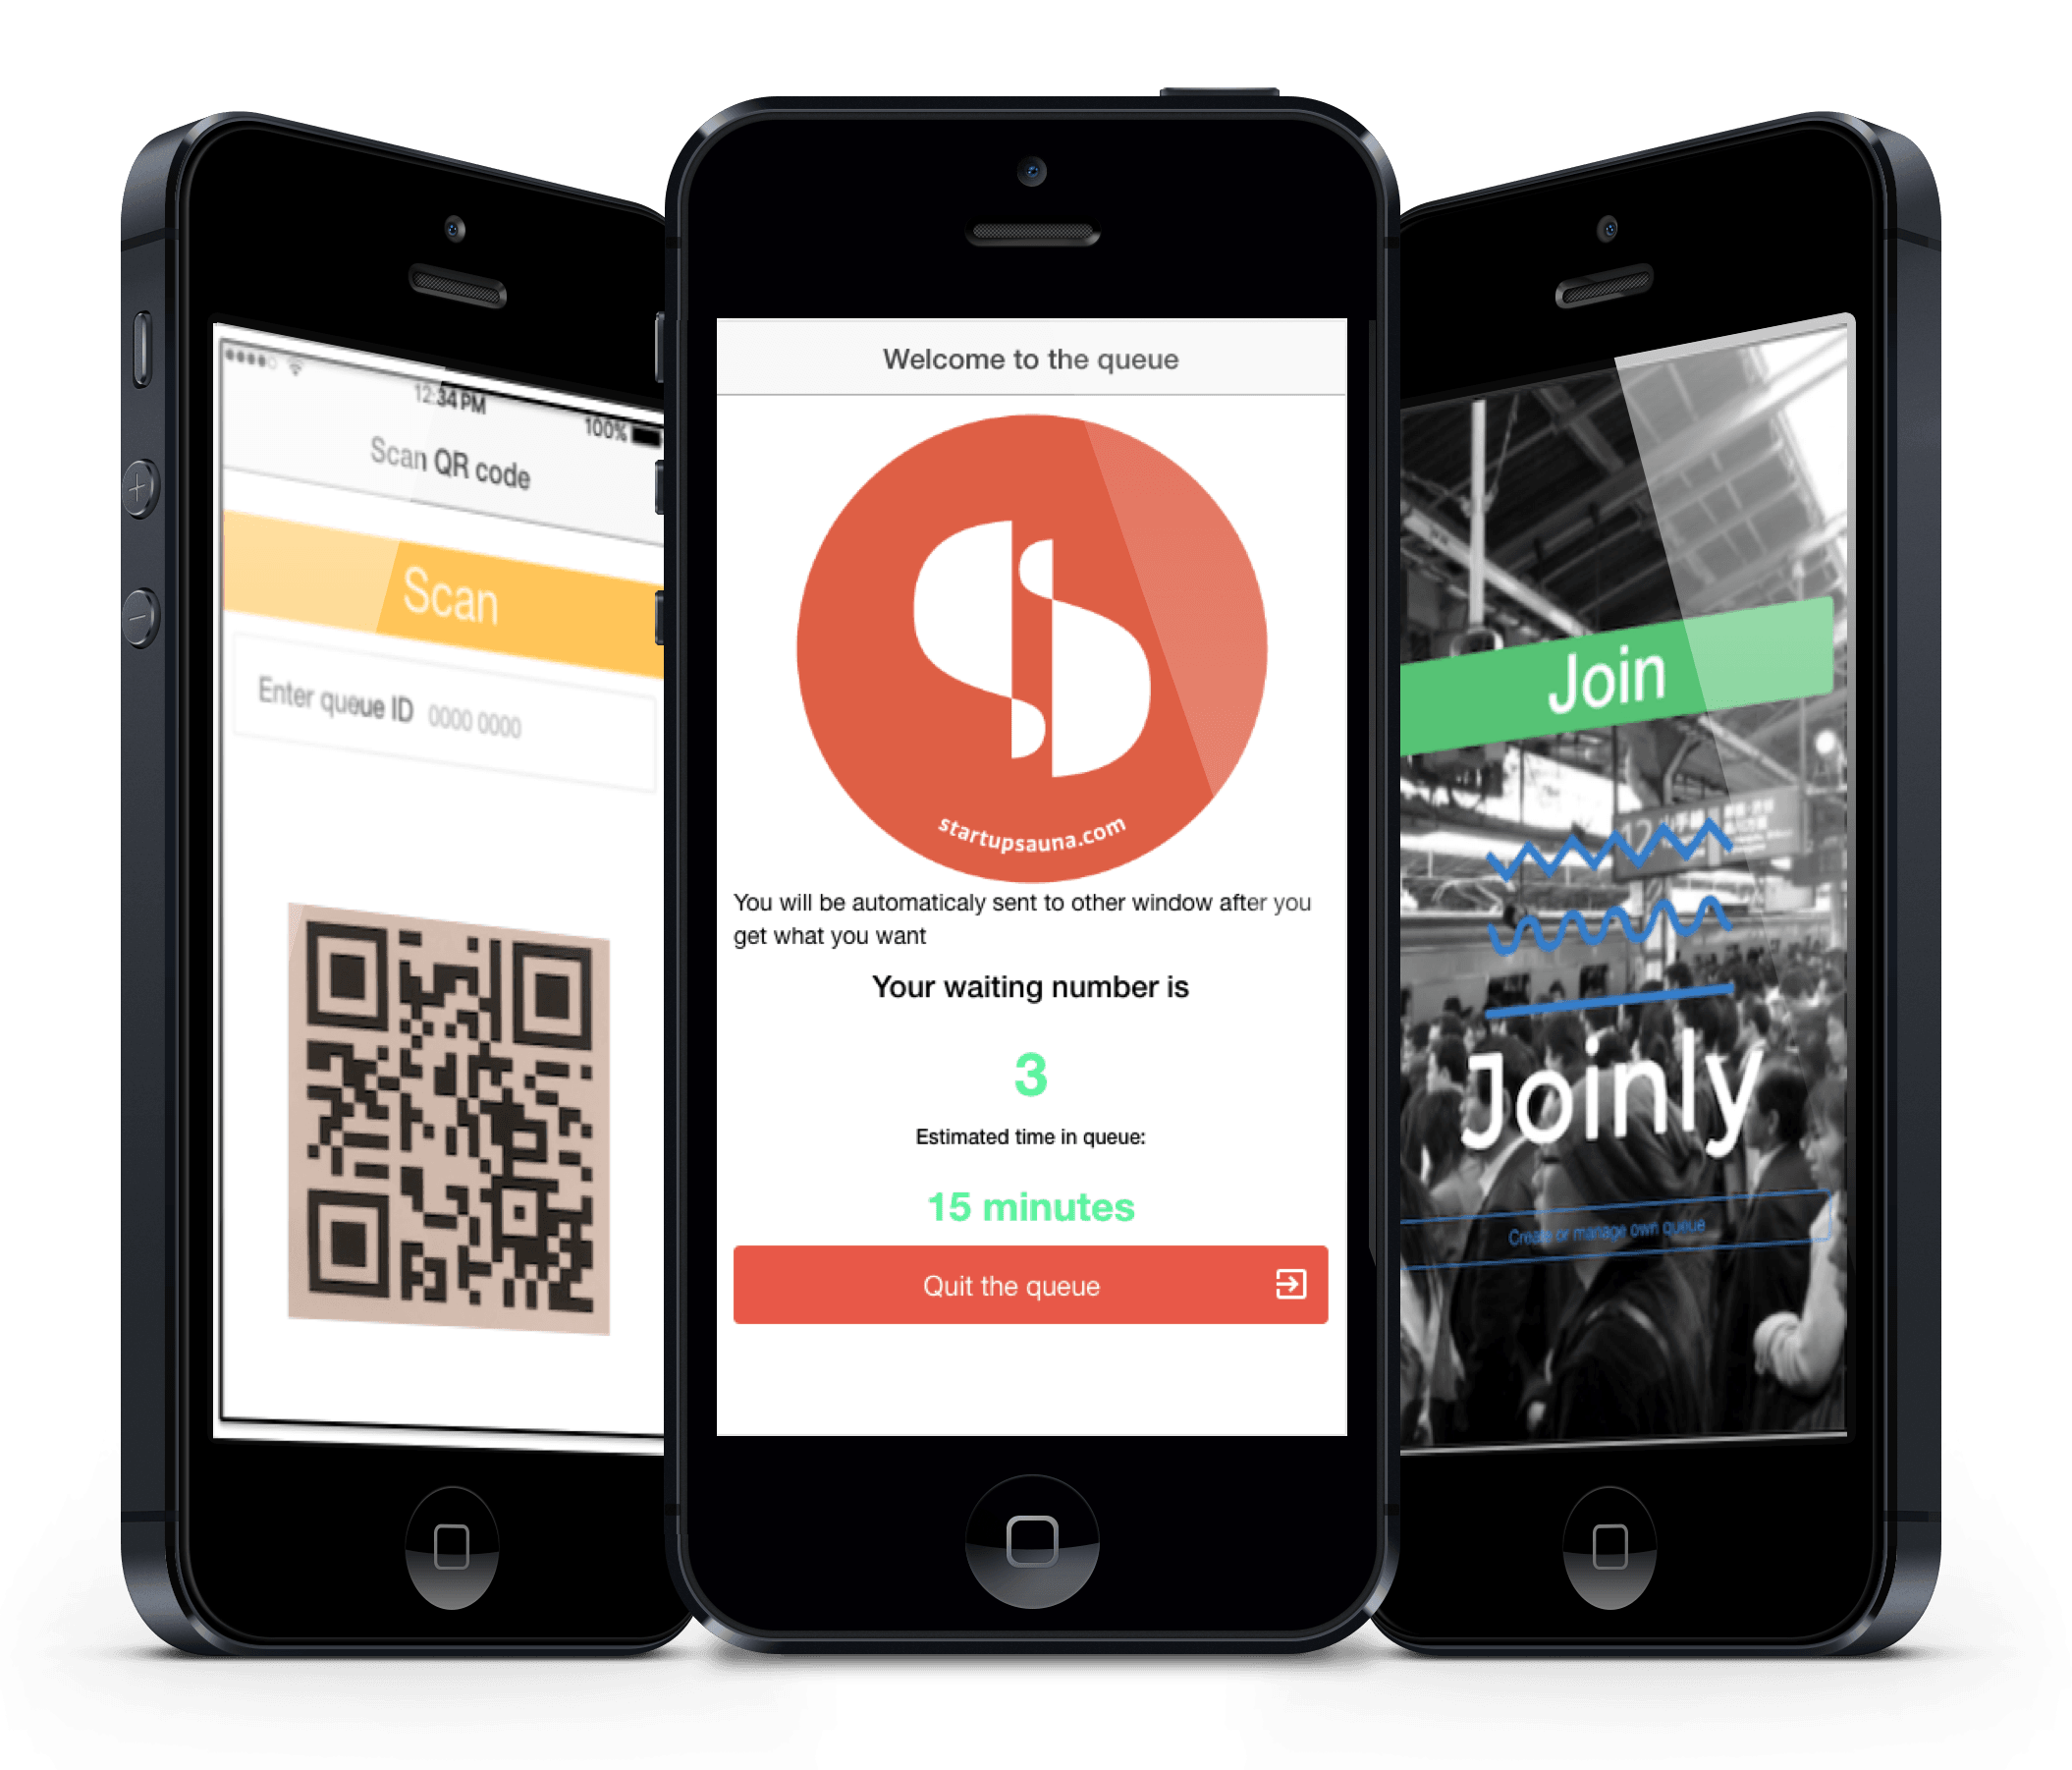 12:34 PM
100%
Scan QR code
Scan
Enter queue ID 0000 0000
Welcome to the queue
startupsauna.com
You will be automaticaly sent to other window after you
get what you want
Your waiting number is
3
Estimated time in queue:
15 minutes
Quit the queue
Join
12
Joinly
Create or manage own queue